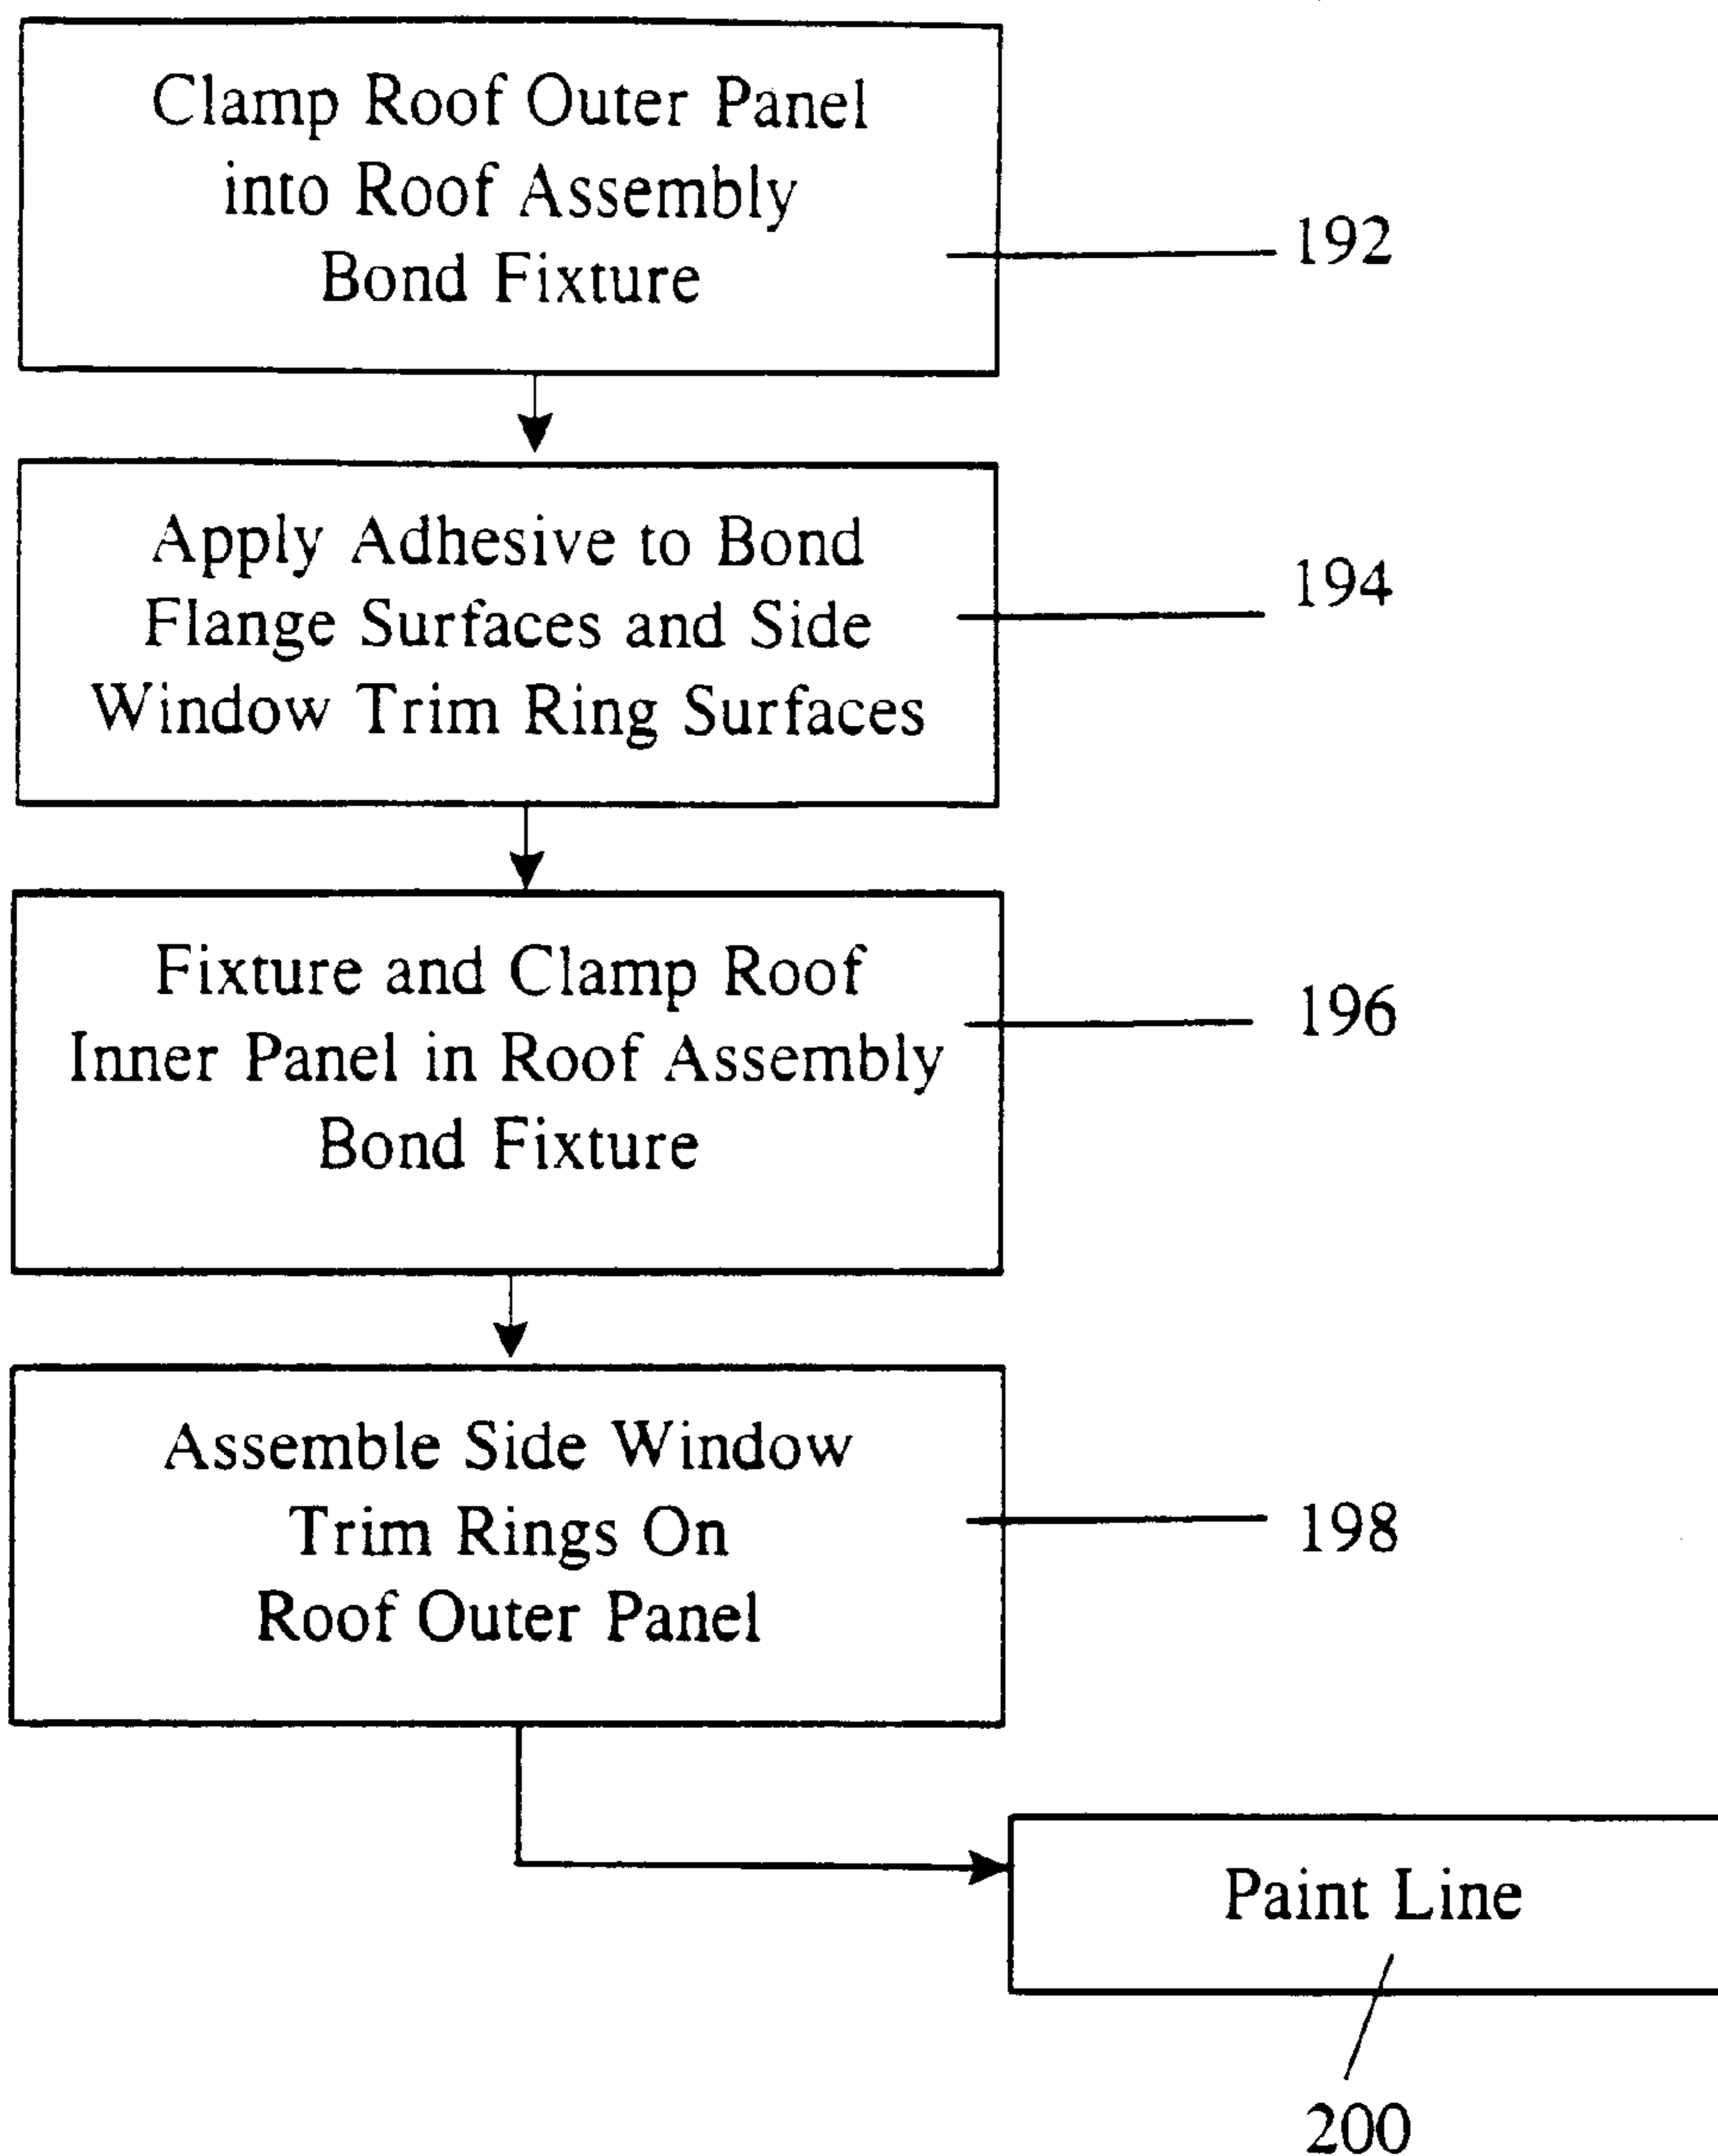 Clamp Roof Outer Panel
into Roof Assembly
Bond Fixture
192
Apply Adhesive to Bond
Flange Surfaces and Side
Window Trim Ring Surfaces
194
Fixture and Clamp Roof
Inner Panel in Roof Assembly
Bond Fixture
196
Assemble Side Window
Trim Rings On
Roof Outer Panel
198
Paint Line
200